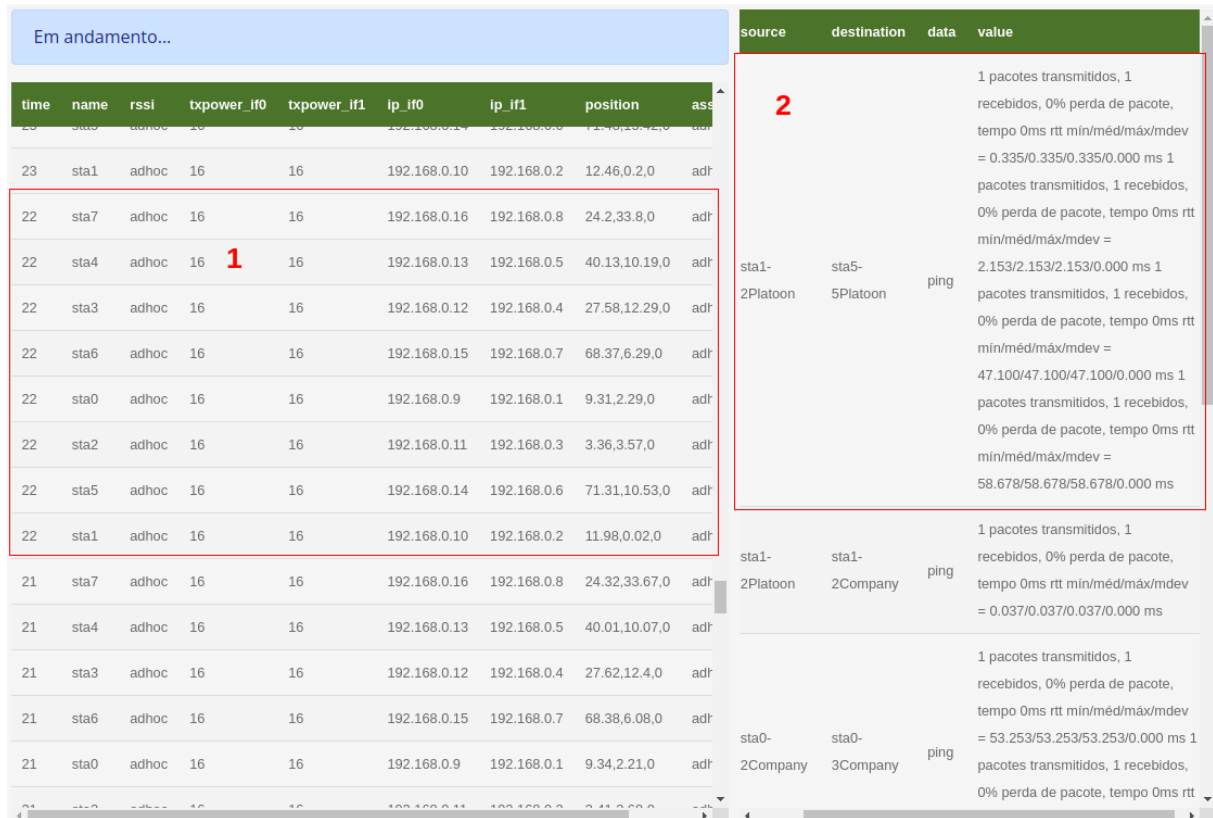 Em andamento...
time name rssi txpower_if0 txpower_if1 ip_if0 ip_if1 position
23 sta1 adhoc 16 16 192.168.0.10 192.168.0.2 12.46,0.2,0
22 sta7 adhoc 16 16 192.168.0.16 192.168.0.8 24.2,33.8,0
22 sta4 adhoc 16 16 192.168.0.13 192.168.0.5 40.13,10.19,0
1
22 sta3 adhoc 16 16 192.168.0.12 192.168.0.4 27.58,12.29,0
22 sta6 adhoc 16 16 192.168.0.15 192.168.0.7 68.37,6.29,0
22 sta0 adhoc 16 16 192.168.0.9 192.168.0.1 9.31,2.29,0
22 sta2 adhoc 16 16 192.168.0.11 192.168.0.3 3.36,3.57,0
22 sta5 adhoc 16 16 192.168.0.14 192.168.0.6 71.31,10.53,0
22 sta1 adhoc 16 16 192.168.0.10 192.168.0.2 11.98,0.02,0
21 sta7 adhoc 16 16 192.168.0.16 192.168.0.8 24.32,33.67,0
21 sta4 adhoc 16 16 192.168.0.13 192.168.0.5 40.01,10.07,0
21 sta3 adhoc 16 16 192.168.0.12 192.168.0.4 27.62,12.4,0
21 sta6 adhoc 16 16 192.168.0.15 192.168.0.7 68.38,6.08,0
21 sta0 adhoc 16 16 192.168.0.9 192.168.0.1 9.34,2.21,0
source destination data value
2
sta1-
2Platoon
sta5-
5Platoon
ping
1 pacotes transmitidos, 1
recebidos, 0% perda de pacote,
tempo 0ms rtt mín/méd/máx/mdev
= 0.335/0.335/0.335/0.000 ms 1
pacotes transmitidos, 1 recebidos,
0% perda de pacote, tempo 0ms rtt
mín/méd/máx/mdev =
2.153/2.153/2.153/0.000 ms 1
pacotes transmitidos, 1 recebidos,
0% perda de pacote, tempo 0ms rtt
mín/méd/máx/mdev =
47.100/47.100/47.100/0.000 ms 1
pacotes transmitidos, 1 recebidos,
0% perda de pacote, tempo 0ms rtt
mín/méd/máx/mdev =
58.678/58.678/58.678/0.000 ms
sta1-
2Platoon
sta1-
2Company
ping
1 pacotes transmitidos, 1
recebidos, 0% perda de pacote,
tempo 0ms rtt mín/méd/máx/mdev
= 0.037/0.037/0.037/0.000 ms
sta0-
2Company
sta0-
3Company
ping
1 pacotes transmitidos, 1
recebidos, 0% perda de pacote,
tempo 0ms rtt mín/méd/máx/mdev
= 53.253/53.253/53.253/0.000 ms 1
pacotes transmitidos, 1 recebidos,
0% perda de pacote, tempo 0ms rtt